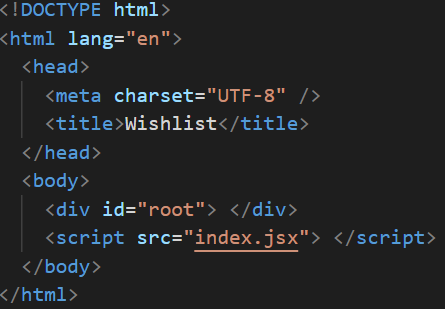 <!DOCTYPE html>
<html lang="en">
  <head>
    <meta charset="UTF-8" />
    <title>Wishlist</title>
  </head>
  <body>
    <div id="root"> </div>
    <script src="index.jsx"> </script>
  </body>
</html>